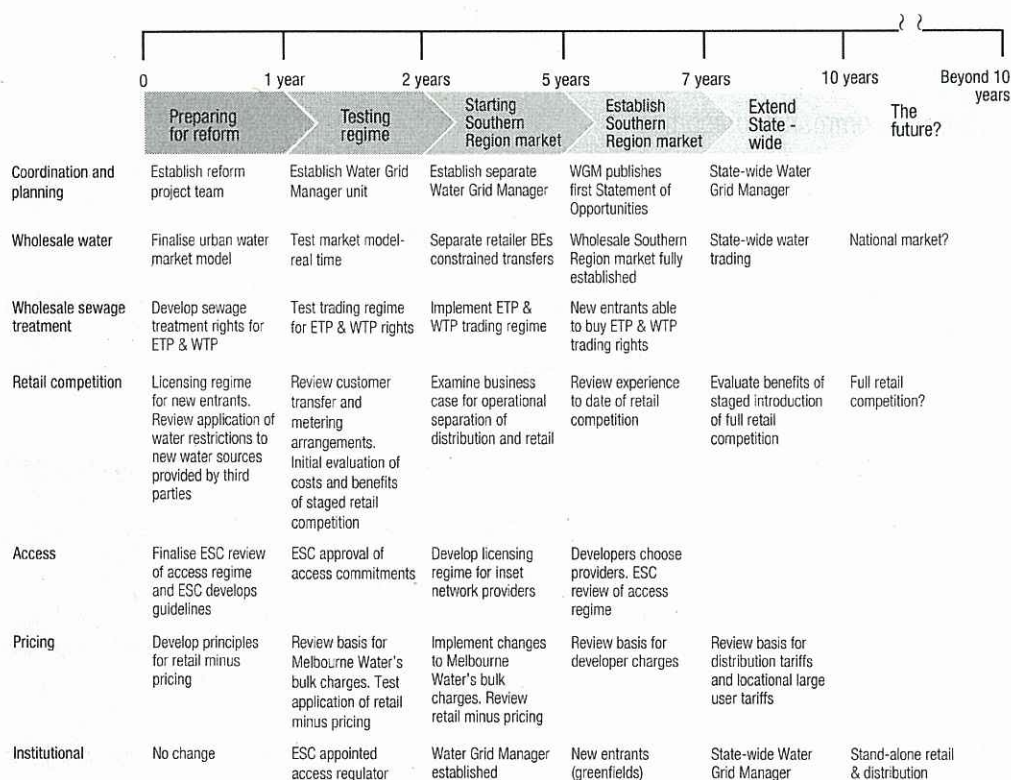 0
1 year
2 years
5 years
7 years
10 years
Beyond 10
years
Preparing
for reform
Testing
regime
Starting
Southern
Region market
Establish
Southern
Region market
Extend
State -
wide
The
future?
Coordination and
planning
Establish reform
project team
Establish Water Grid
Manager unit
Establish separate
Water Grid Manager
WGM publishes
first Statement of
Opportunities
State-wide Water
Grid Manager
Wholesale water
Finalise urban water
market model
Test market model-
real time
Separate retailer BEs
constrained transfers
Wholesale Southern
Region market fully
established
State-wide water
trading
National market?
Wholesale sewage
treatment
Develop sewage
treatment rights for
ETP & WTP
Test trading regime
for ETP & WTP rights
Implement ETP &
WTP trading regime
New entrants able
to buy ETP & WTP
trading rights
Retail competition
Licensing regime
for new entrants.
Review application of
water restrictions to
new water sources
provided by third
parties
Review customer
transfer and
metering
arrangements.
Initial evaluation of
costs and benefits
of staged retail
competition
Examine business
case for operational
separation of
distribution and retail
Review experience
to date of retail
competition
Evaluate benefits of
staged introduction
of full retail
competition
Full retail
competition?
Access
Finalise ESC review
of access regime
and ESC develops
guidelines
ESC approval of
access commitments
Develop licensing
regime for inset
network providers
Developers choose
providers. ESC
review of access
regime
Pricing
Develop principles
for retail minus
pricing
Review basis for
Melbourne Water's
bulk charges. Test
application of retail
minus pricing
Implement changes
to Melbourne
Water's bulk
charges. Review
retail minus pricing
Review basis for
developer charges
Review basis for
distribution tariffs
and locational large
user tariffs
Institutional
No change
ESC appointed
access regulator
Water Grid Manager
established
New entrants
(greenfields)
State-wide Water
Grid Manager
Stand-alone retail
& distribution